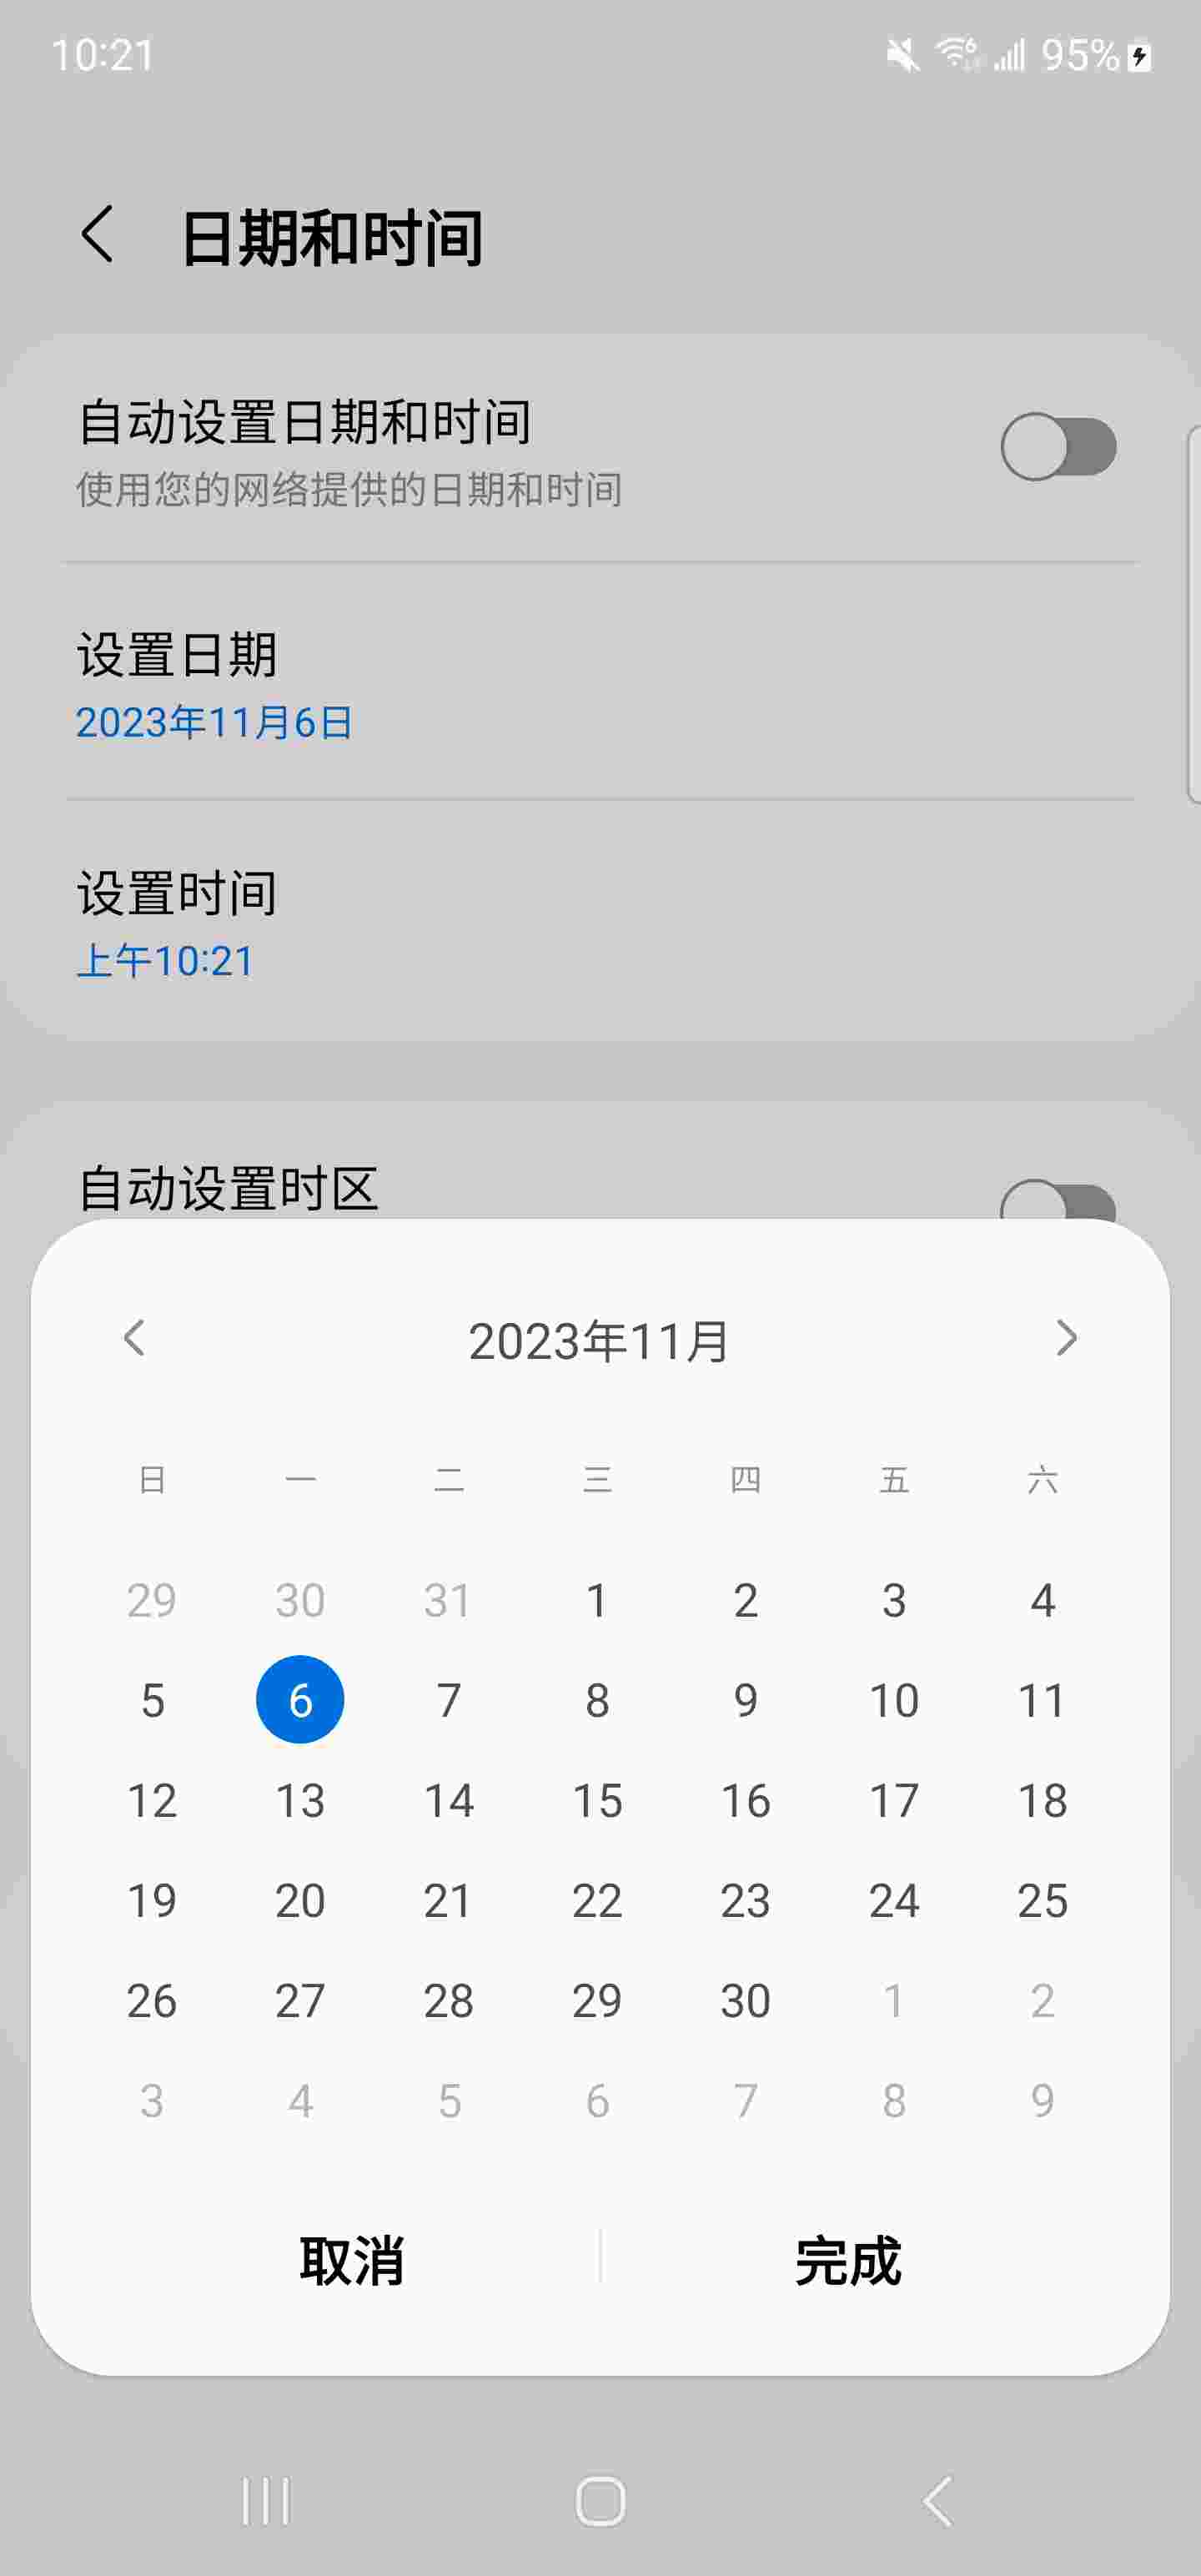 10:21 95%
日期和时间
自动设置日期和时间
使用您的网络提供的日期和时间
设置日期
2023年11月6日
设置时间
上午10:21
自动设置时区
2023年11月
日 一 二 三 四 五 六
29 30 31 1 2 3 4
5 6 7 8 9 10 11
12 13 14 15 16 17 18
19 20 21 22 23 24 25
26 27 28 29 30 1 2
3 4 5 6 7 8 9
取消 完成